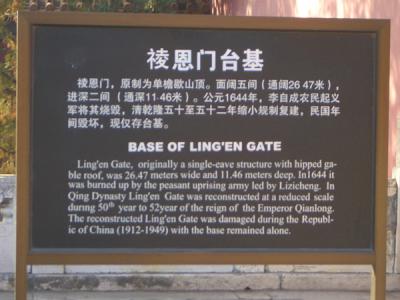 祾恩门台基
祾恩门，原制为单檐歇山顶。面阔五间（通阔26·47米），
进深二间（通深11·46米）。公元1644年，李自成农民起义
军将其烧毁，清乾隆五十至五十二年缩小规制复建，民国年
间毁坏，现仅存台基。
BASE OF LING'EN GATE
Ling'en Gate, originally a single-eave structure with hipped ga-
ble roof, was 26.47 meters wide and 11.46 meters deep. In1644 it
was burned up by the peasant uprising army led by Lizicheng. In
Qing Dynasty Ling'en Gate was reconstructed at a reduced scale
during 50th year to 52year of the reign of the Emperor Qianlong.
The reconstructed Ling'en Gate was damaged during the Republ-
ic of China (1912-1949) with the base remained alone.